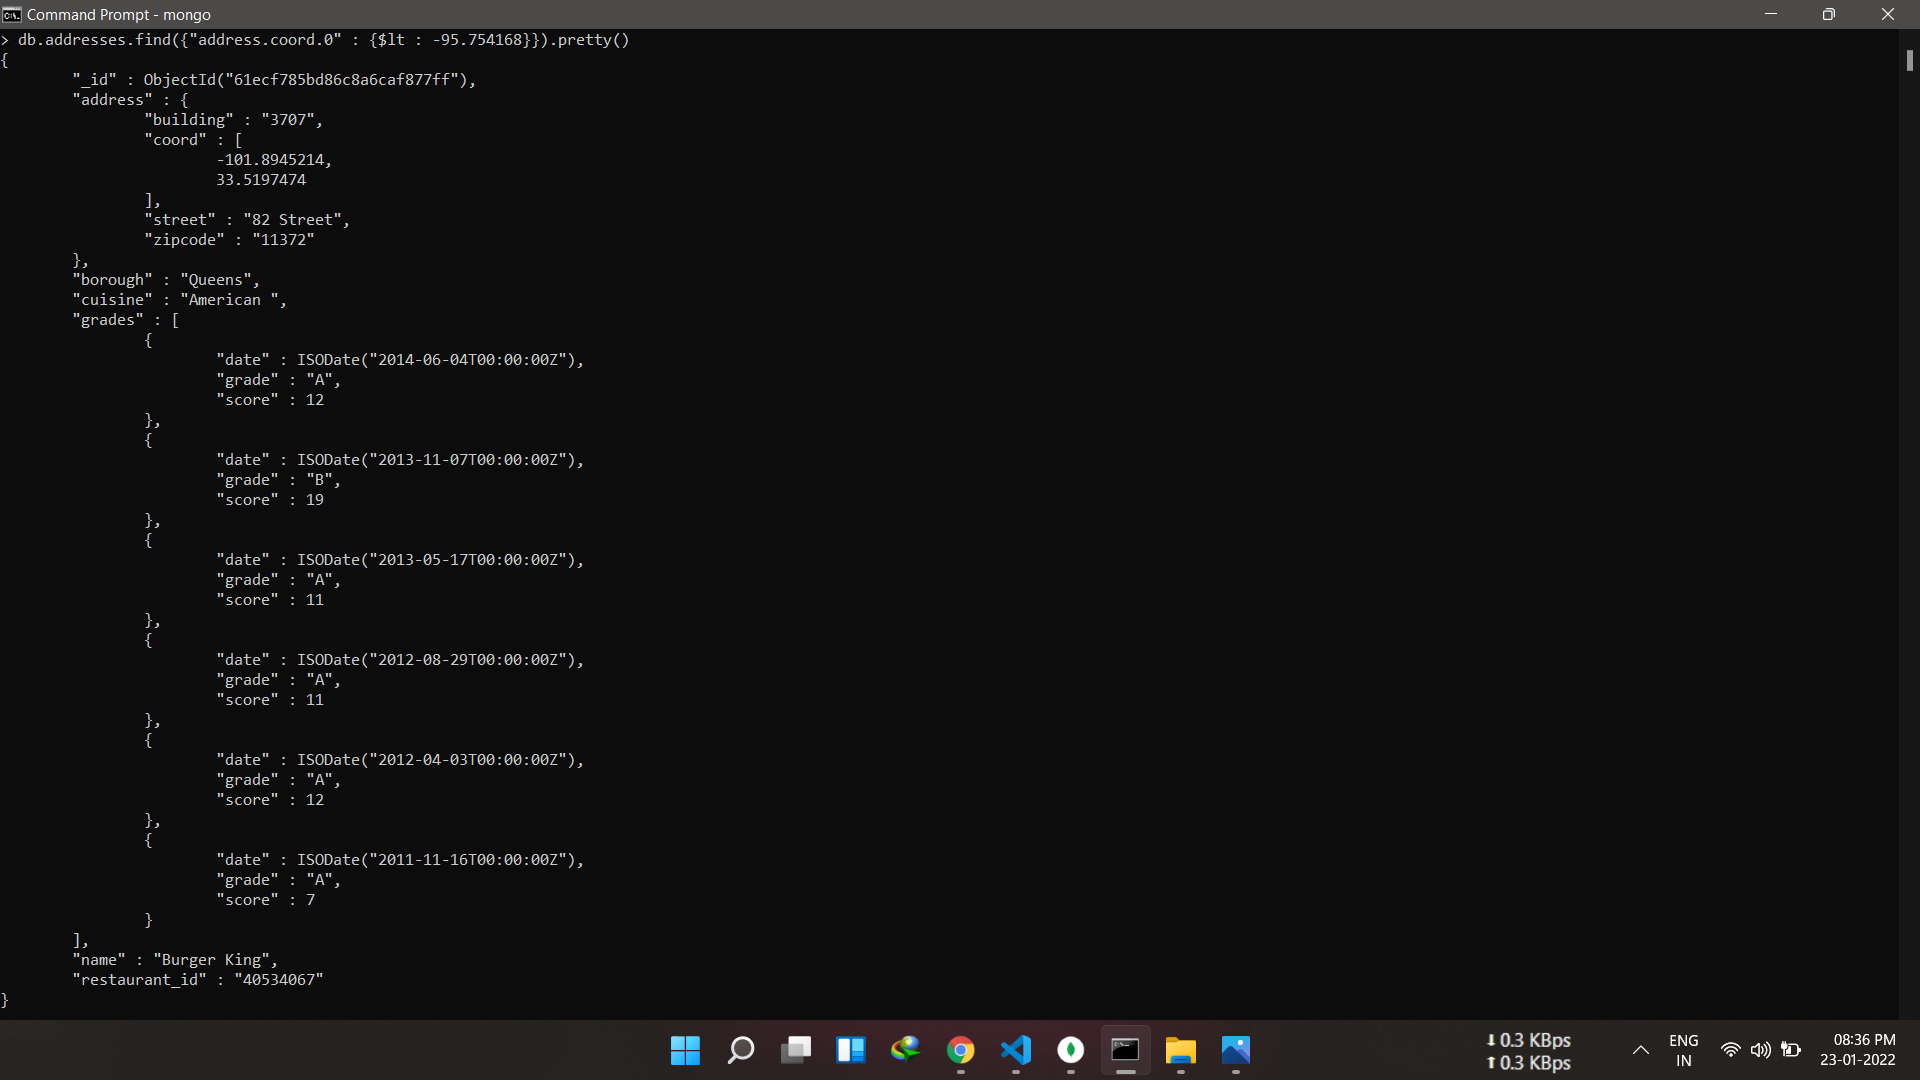 Command Prompt - mongo
> db.addresses.find({"address.coord.0" : {$lt : -95.754168}}).pretty()
{
"_id" : ObjectId("61ecf785bd86c8a6caf877ff"),
"address" : {
"building" : "3707",
"coord" : [
-101.8945214,
33.5197474
],
"street" : "82 Street",
"zipcode" : "11372"
},
"borough" : "Queens",
"cuisine" : "American ",
"grades" : [
{
"date" : ISODate("2014-06-04T00:00:00Z"),
"grade" : "A",
"score" : 12
},
{
"date" : ISODate("2013-11-07T00:00:00Z"),
"grade" : "B",
"score" : 19
},
{
"date" : ISODate("2013-05-17T00:00:00Z"),
"grade" : "A",
"score" : 11
},
{
"date" : ISODate("2012-08-29T00:00:00Z"),
"grade" : "A",
"score" : 11
},
{
"date" : ISODate("2012-04-03T00:00:00Z"),
"grade" : "A",
"score" : 12
},
{
"date" : ISODate("2011-11-16T00:00:00Z"),
"grade" : "A",
"score" : 7
}
],
"name" : "Burger King",
"restaurant_id" : "40534067"
}
0.3 KBps
0.3 KBps
ENG
IN
08:36 PM
23-01-2022